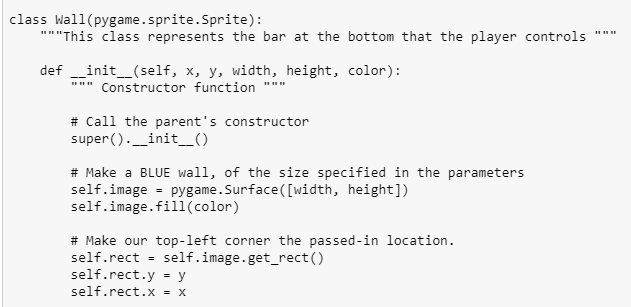 class Wall(pygame.sprite.Sprite):
    """This class represents the bar at the bottom that the player controls """

    def __init__(self, x, y, width, height, color):
        """ Constructor function """

        # Call the parent's constructor
        super().__init__()

        # Make a BLUE wall, of the size specified in the parameters
        self.image = pygame.Surface([width, height])
        self.image.fill(color)

        # Make our top-left corner the passed-in location.
        self.rect = self.image.get_rect()
        self.rect.y = y
        self.rect.x = x